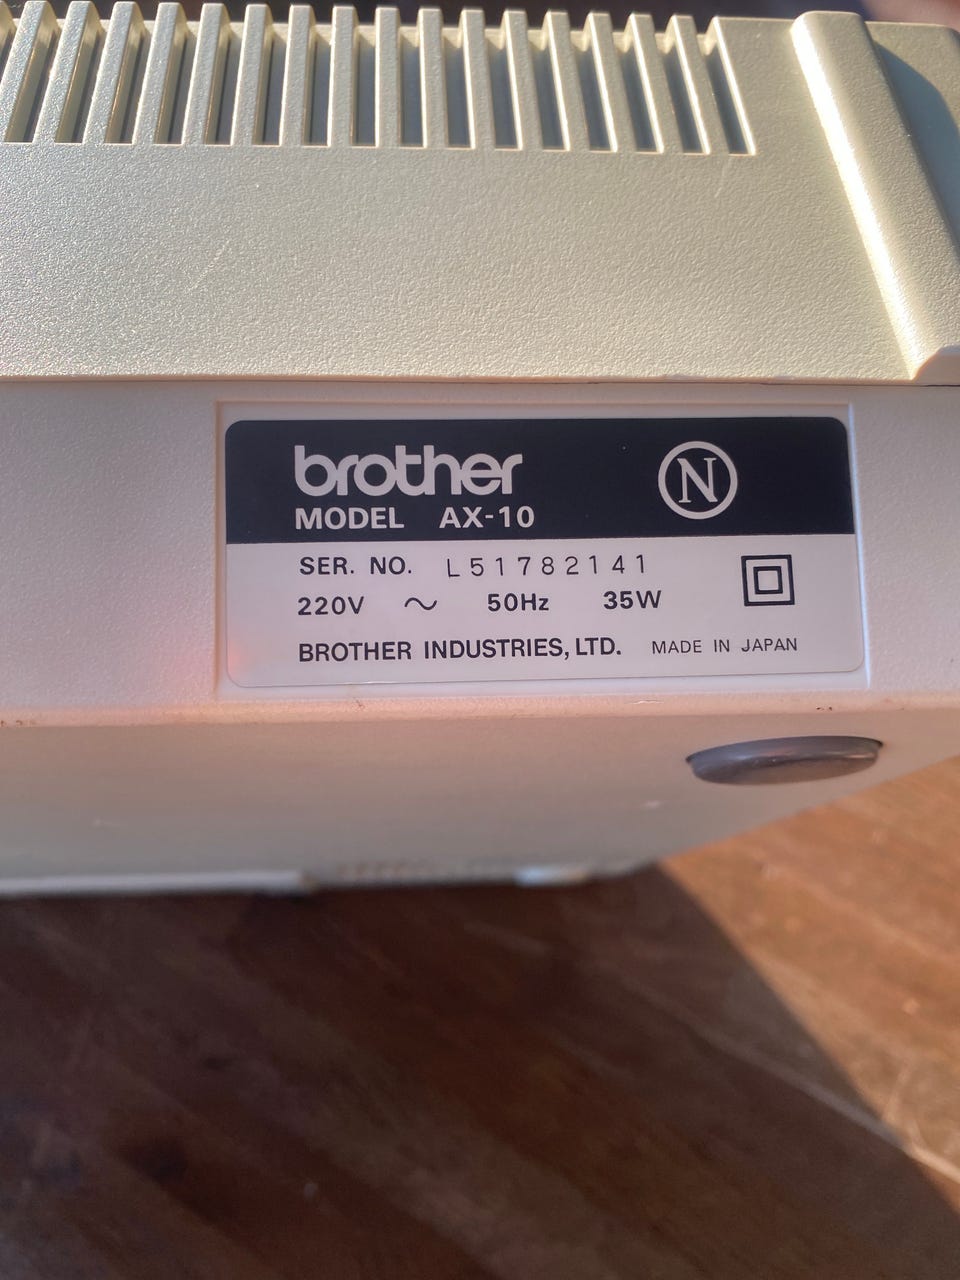 brother
N
MODEL AX-10
SER. NO. L51782141
220V ~ 50Hz 35W
BROTHER INDUSTRIES, LTD. MADE IN JAPAN